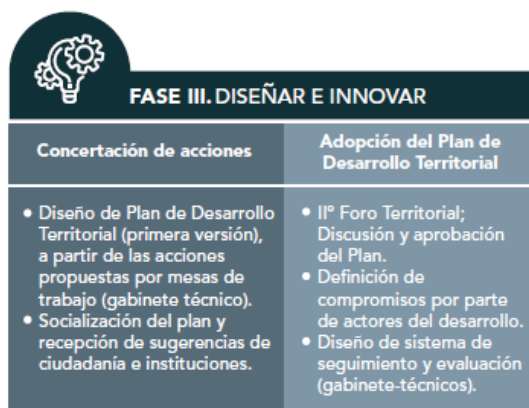 FASE III. DISEÑAR E INNOVAR
Concertación de acciones
• Diseño de Plan de Desarrollo
Territorial (primera versión),
a partir de las acciones
propuestas por mesas de
trabajo (gabinete técnico).
• Socialización del plan y
recepción de sugerencias de
ciudadanía e instituciones.
Adopción del Plan de
Desarrollo Territorial
• IIº Foro Territorial;
Discusión y aprobación
del Plan.
• Definición de
compromisos por parte
de actores del desarrollo.
• Diseño de sistema de
seguimiento y evaluación
(gabinete-técnicos).